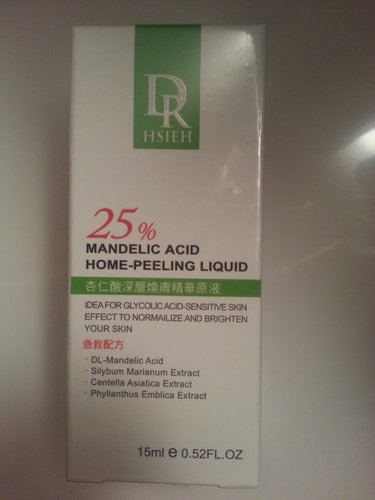 DR
HSIEH
25%
MANDELIC ACID
HOME-PEELING LIQUID
杏仁酸深層煥膚精華原液
IDEA FOR GLYCOLIC ACID-SENSITIVE SKIN
EFFECT TO NORMAILIZE AND BRIGHTEN
YOUR SKIN
急救配方
· DL-Mandelic Acid
· Silybum Marianum Extract
· Centella Asiatica Extract
· Phyllanthus Emblica Extract
15ml e 0.52FL.OZ